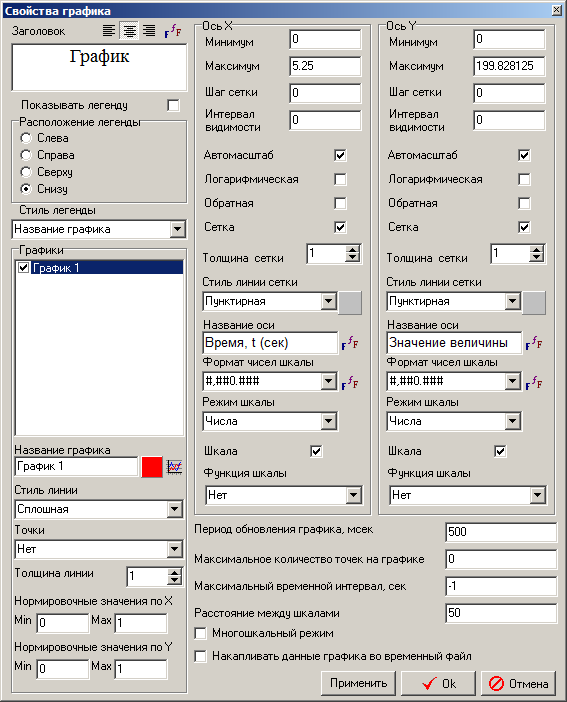 Свойства графика
Заголовок
График
Показывать легенду
Расположение легенды
Слева
Справа
Сверху
Снизу
Стиль легенды
Название графика
Графики
График 1
Название графика
График 1
Стиль линии
Сплошная
Точки
Нет
Толщина линии
1
Нормировочные значения по X
Min 0 Max 1
Нормировочные значения по Y
Min 0 Max 1
Ось X
Минимум 0
Максимум 5.25
Шаг сетки 0
Интервал
видимости 0
Автомасштаб
Логарифмическая
Обратная
Сетка
Толщина сетки 1
Стиль линии сетки
Пунктирная
Название оси
Время, t (сек)
Формат чисел шкалы
#,##0.###
Режим шкалы
Числа
Шкала
Функция шкалы
Нет
Ось Y
Минимум 0
Максимум 199.828125
Шаг сетки 0
Интервал
видимости 0
Автомасштаб
Логарифмическая
Обратная
Сетка
Толщина сетки 1
Стиль линии сетки
Пунктирная
Название оси
Значение величины
Формат чисел шкалы
#,##0.###
Режим шкалы
Числа
Шкала
Функция шкалы
Нет
Период обновления графика, мсек 500
Максимальное количество точек на графике 0
Максимальный временной интервал, сек -1
Расстояние между шкалами 50
Многошкальный режим
Накапливать данные графика во временный файл
Применить Ok Отмена